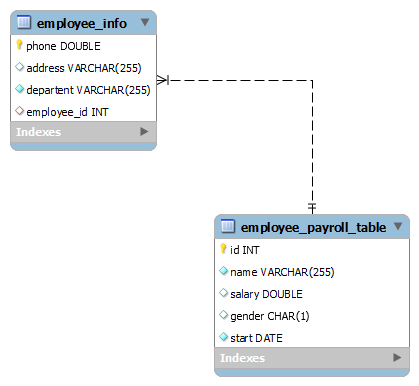 employee_info
phone DOUBLE
address VARCHAR(255)
departent VARCHAR(255)
employee_id INT
Indexes
employee_payroll_table
id INT
name VARCHAR(255)
salary DOUBLE
gender CHAR(1)
start DATE
Indexes